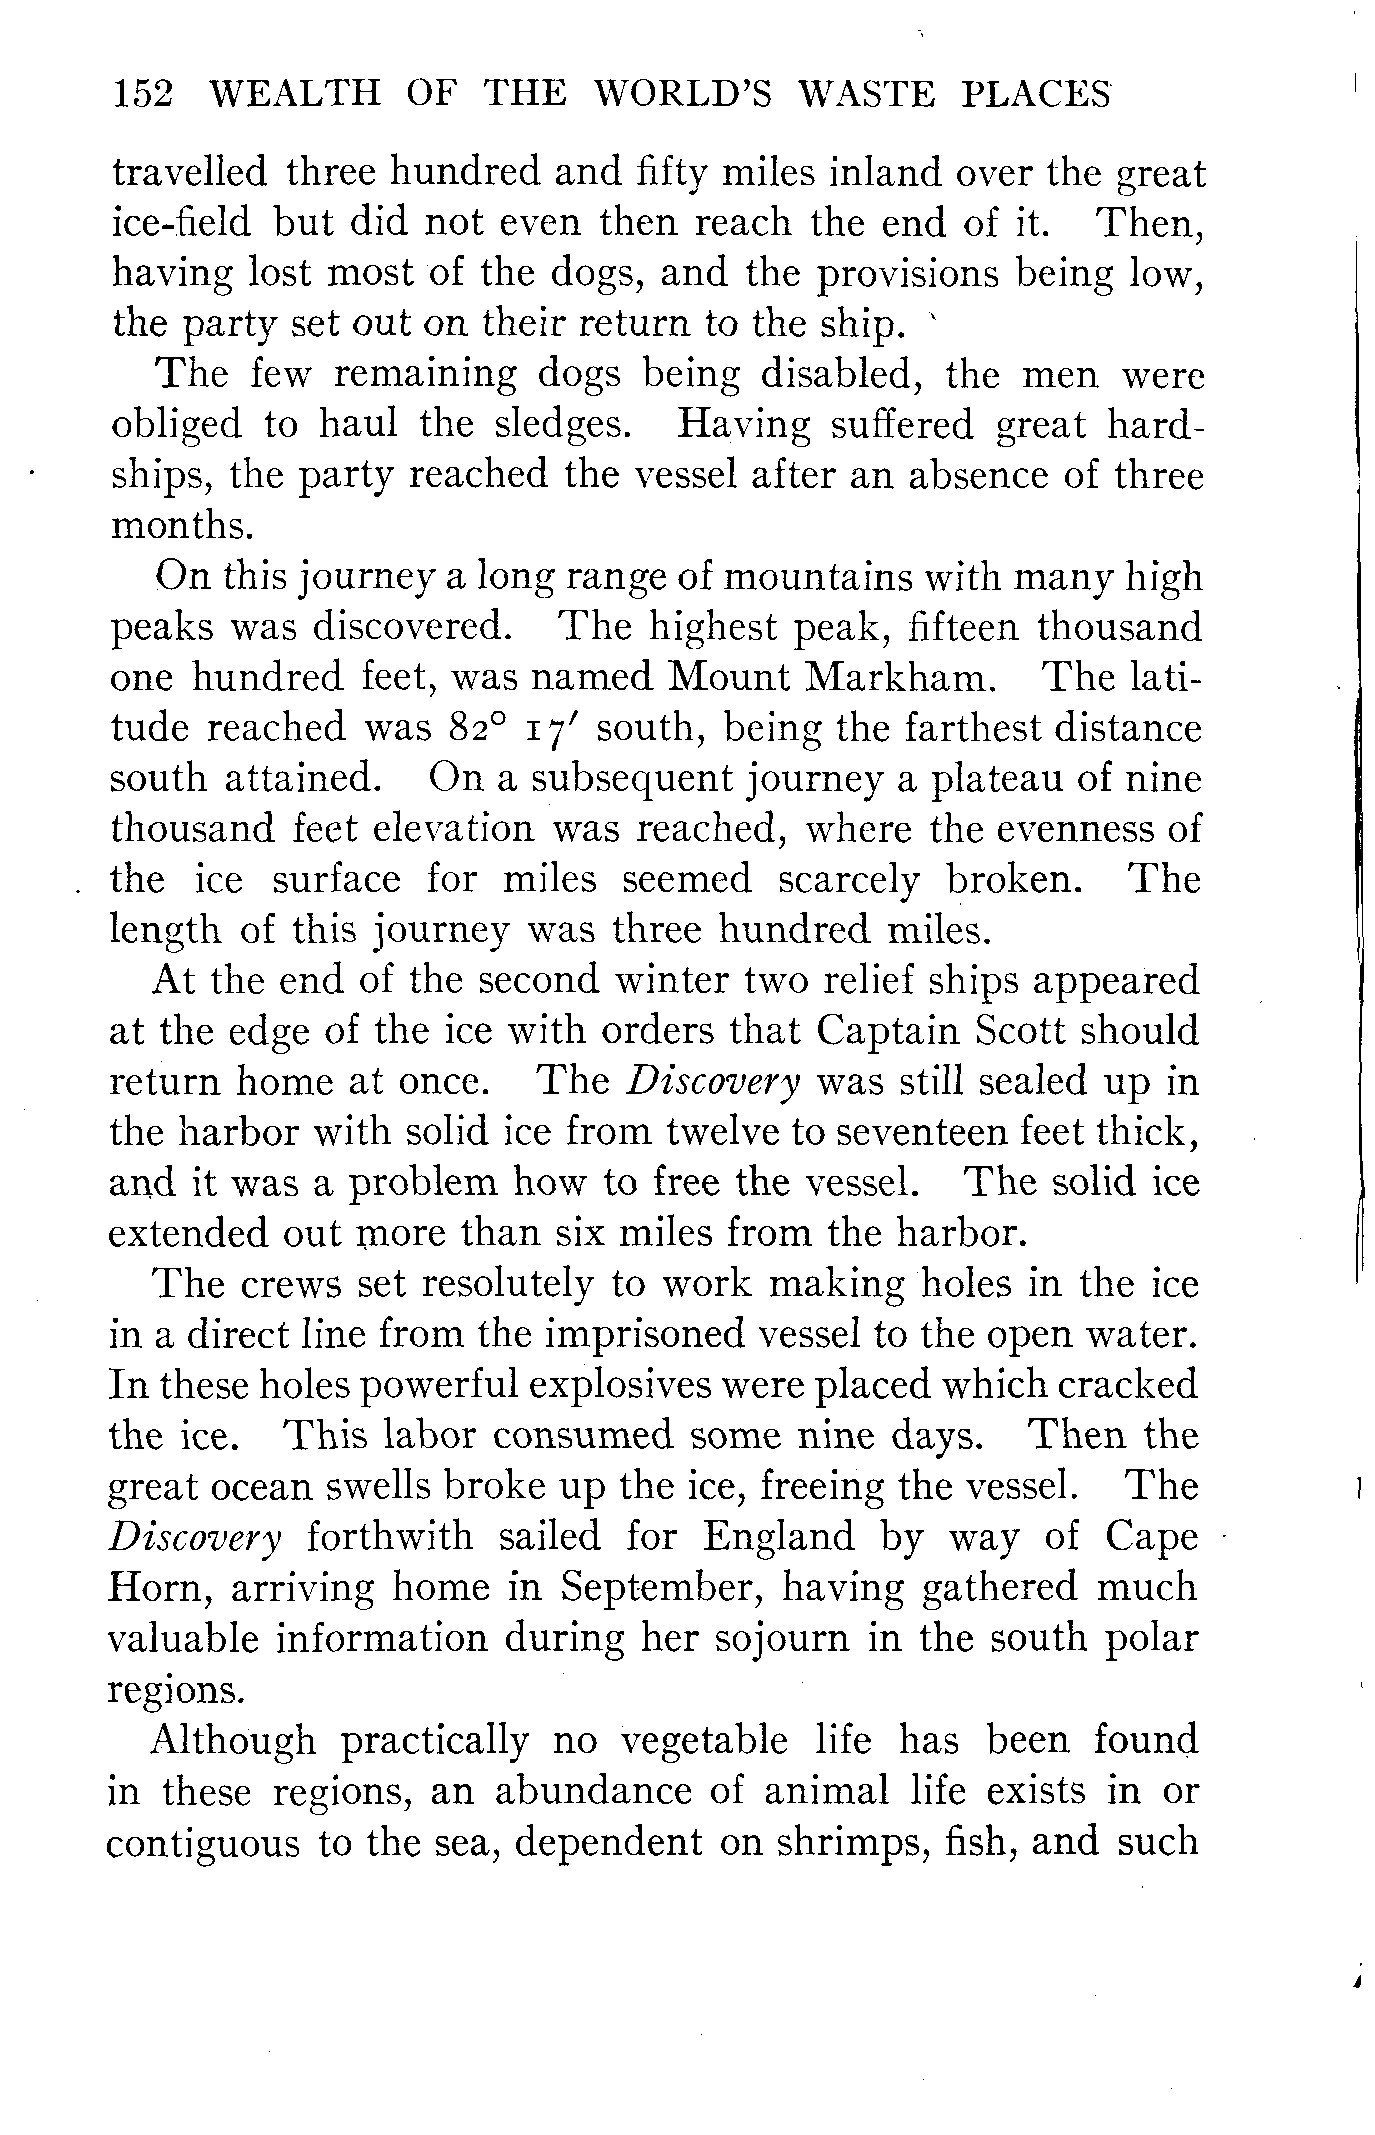 152 WEALTH OF THE WORLD'S WASTE PLACES
travelled three hundred and fifty miles inland over the great
ice-field but did not even then reach the end of it. Then,
having lost most of the dogs, and the provisions being low,
the party set out on their return to the ship.
The few remaining dogs being disabled, the men were
obliged to haul the sledges. Having suffered great hard-
ships, the party reached the vessel after an absence of three
months.
On this journey a long range of mountains with many high
peaks was discovered. The highest peak, fifteen thousand
one hundred feet, was named Mount Markham. The lati-
tude reached was 82° 17′ south, being the farthest distance
south attained. On a subsequent journey a plateau of nine
thousand feet elevation was reached, where the evenness of
the ice surface for miles seemed scarcely broken. The
length of this journey was three hundred miles.
At the end of the second winter two relief ships appeared
at the edge of the ice with orders that Captain Scott should
return home at once. The Discovery was still sealed up in
the harbor with solid ice from twelve to seventeen feet thick,
and it was a problem how to free the vessel. The solid ice
extended out more than six miles from the harbor.
The crews set resolutely to work making holes in the ice
in a direct line from the imprisoned vessel to the open water.
In these holes powerful explosives were placed which cracked
the ice. This labor consumed some nine days. Then the
great ocean swells broke up the ice, freeing the vessel. The
Discovery forthwith sailed for England by way of Cape
Horn, arriving home in September, having gathered much
valuable information during her sojourn in the south polar
regions.
Although practically no vegetable life has been found
in these regions, an abundance of animal life exists in or
contiguous to the sea, dependent on shrimps, fish, and such